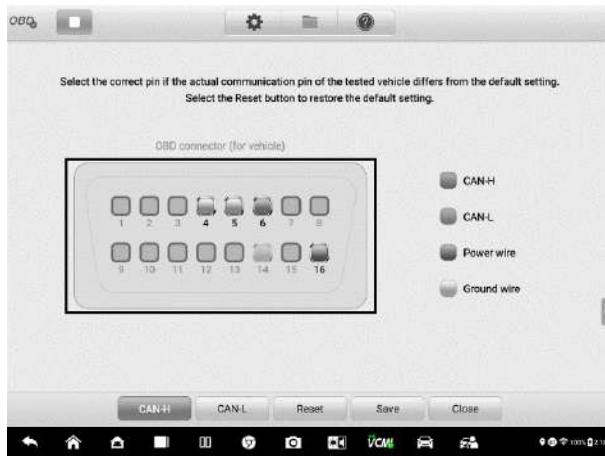 OBD
Select the correct pin if the actual communication pin of the tested vehicle differs from the default setting.
Select the Reset button to restore the default setting.
OBD connector (for vehicle)
1 2 3 4 5 6 7 8
9 10 11 12 13 14 15 16
CAN-H
CAN-L
Power wire
Ground wire
CAN-H CAN-L Reset Save Close
VCMI 100%